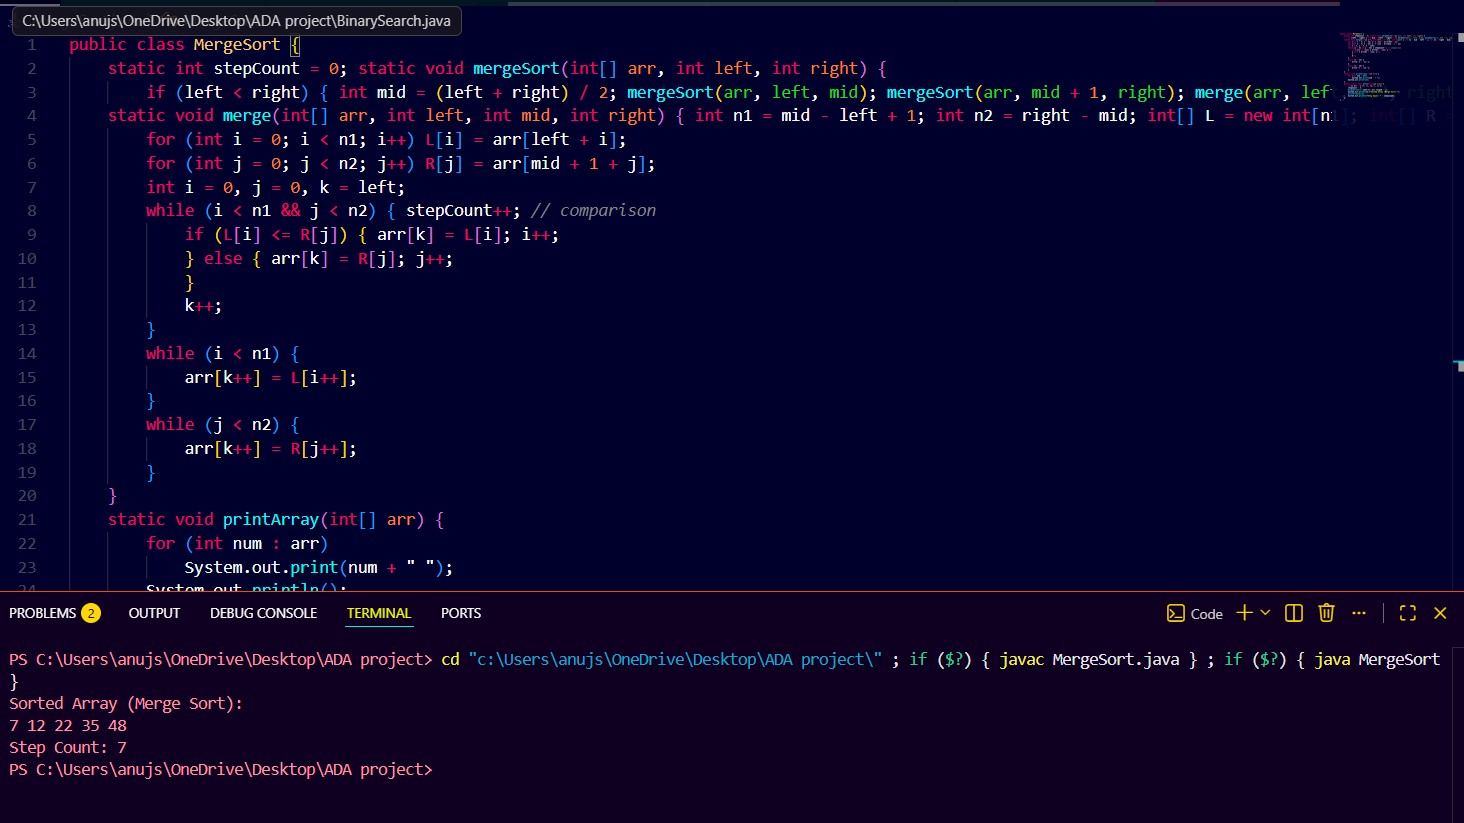 C:\Users\anujs\OneDrive\Desktop\ADA project\BinarySearch.java
1 public class MergeSort {
2 static int stepCount = 0; static void mergeSort(int[] arr, int left, int right) {
3 if (left < right) { int mid = (left + right) / 2; mergeSort(arr, left, mid); mergeSort(arr, mid + 1, right); merge(arr, left, right
4 static void merge(int[] arr, int left, int mid, int right) { int n1 = mid - left + 1; int n2 = right - mid; int[] L = new int[n1]; int[] R =
5 for (int i = 0; i < n1; i++) L[i] = arr[left + i];
6 for (int j = 0; j < n2; j++) R[j] = arr[mid + 1 + j];
7 int i = 0, j = 0, k = left;
8 while (i < n1 && j < n2) { stepCount++; // comparison
9 if (L[i] <= R[j]) { arr[k] = L[i]; i++;
10 } else { arr[k] = R[j]; j++;
11 }
12 k++;
13 }
14 while (i < n1) {
15 arr[k++] = L[i++];
16 }
17 while (j < n2) {
18 arr[k++] = R[j++];
19 }
20 }
21 static void printArray(int[] arr) {
22 for (int num : arr)
23 System.out.print(num + " ");
24 System.out.println();
PROBLEMS 2 OUTPUT DEBUG CONSOLE TERMINAL PORTS Code
PS C:\Users\anujs\OneDrive\Desktop\ADA project> cd "c:\Users\anujs\OneDrive\Desktop\ADA project\" ; if ($?) { javac MergeSort.java } ; if ($?) { java MergeSort
}
Sorted Array (Merge Sort):
7 12 22 35 48
Step Count: 7
PS C:\Users\anujs\OneDrive\Desktop\ADA project>